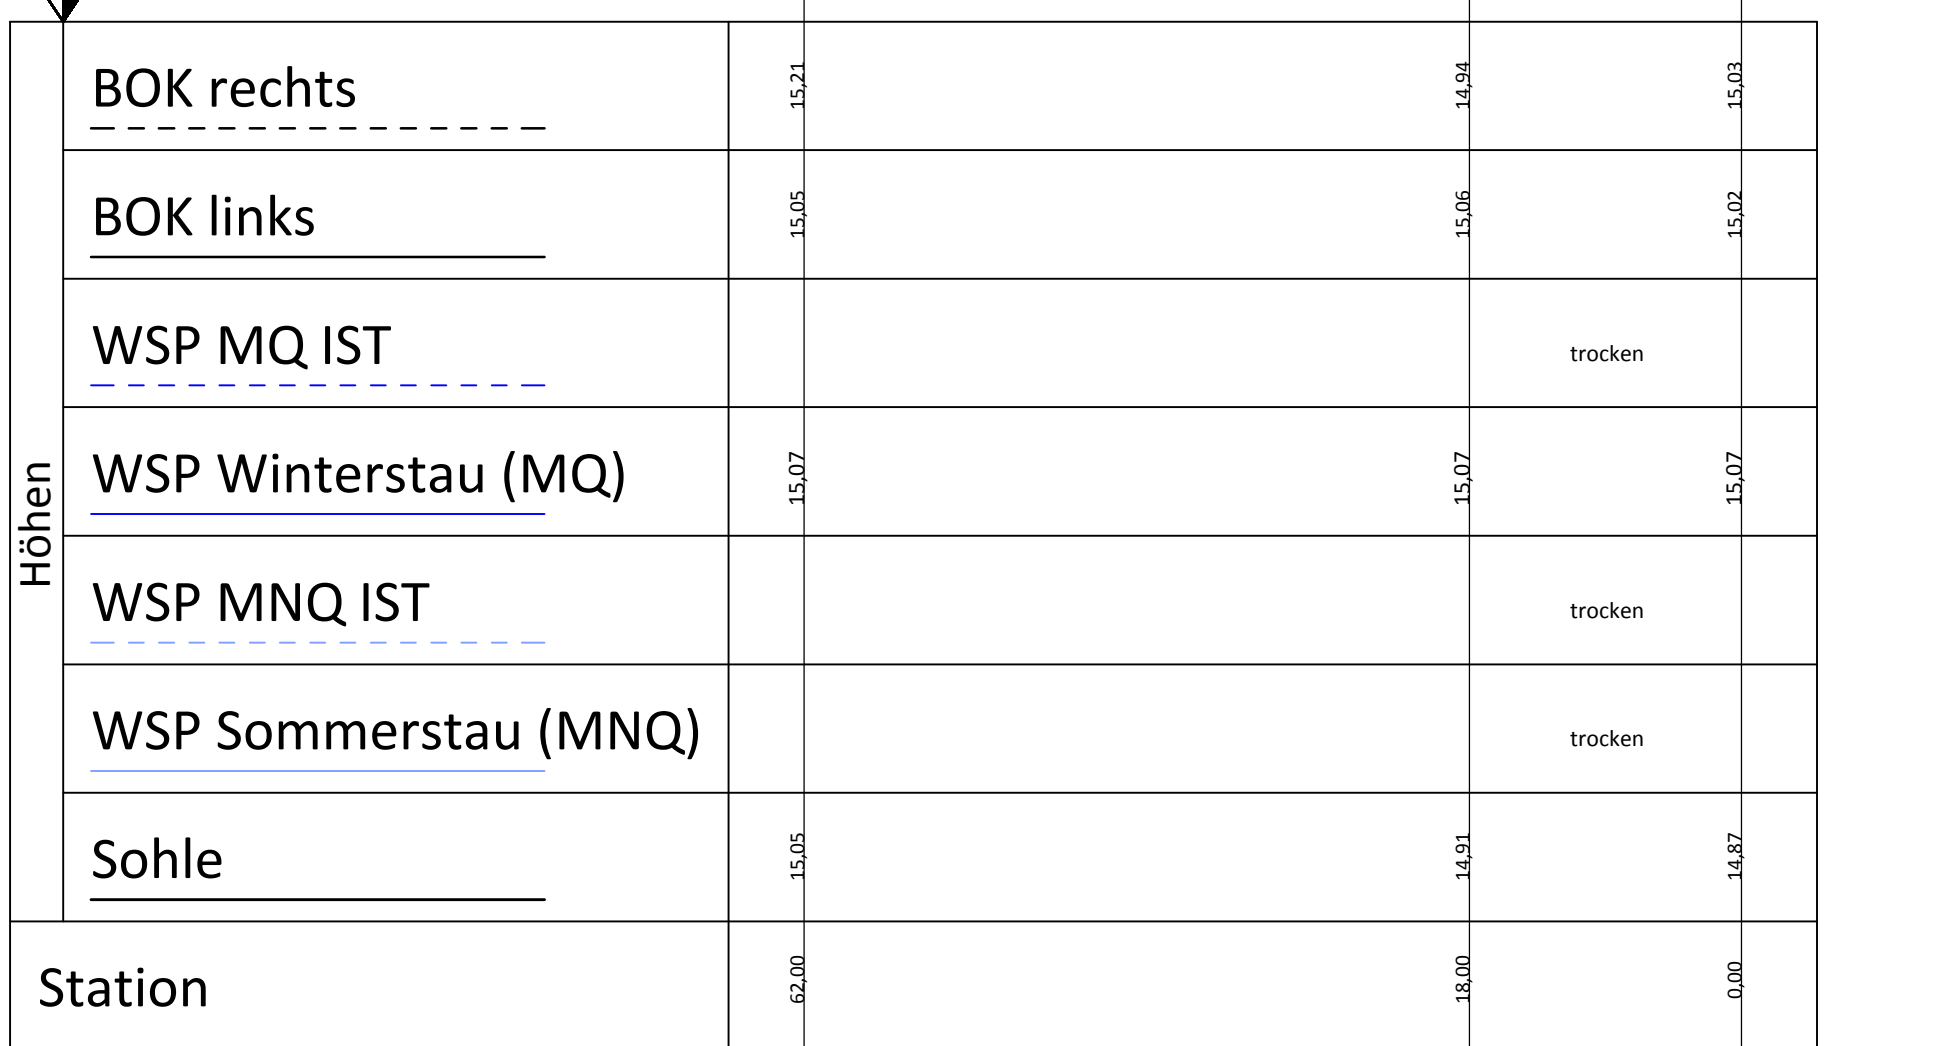 BOK rechts 15,21 14,94 15,03
BOK links 15,05 15,06 15,02
WSP MQ IST trocken
WSP Winterstau (MQ) 15,07 15,07 15,07
Höhen
WSP MNQ IST trocken
WSP Sommerstau (MNQ) trocken
Sohle 15,05 14,91 14,87
Station 62,00 18,00 0,00